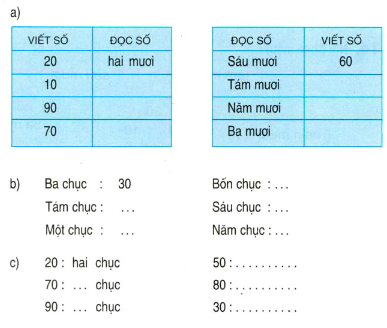 a)
VIẾT SỐ ĐỌC SỐ ĐỌC SỐ VIẾT SỐ
20 hai mươi Sáu mươi 60
10 Tám mươi
90 Năm mươi
70 Ba mươi
b) Ba chục : 30 Bốn chục : ...
Tám chục : ... Sáu chục : ...
Một chục : ... Năm chục : ...
c) 20 : hai chục 50 : ..........
70 : ... chục 80 : ..........
90 : ... chục 30 : ..........